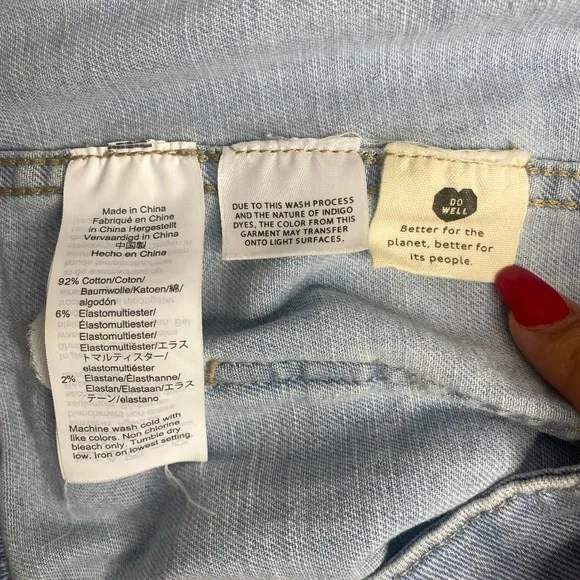 Made in China
Fabriqué en Chine
in China Hergestellt
Vervaardigd in China
中国製
Hecho en China
92% Cotton/Coton/
Baumwolle/Katoen/綿/
algodón
6% Elastomultiester/
Élastomultiester/
Elastomultiester/
Elastomultiester/エラス
トマルティスター/
elastomultiéster
2% Elastane/Élasthanne/
Elastan/Elastaan/エラス
テーン/elastano
Machine wash cold with
like colors. Non chlorine
bleach only. Tumble dry
low. Iron on lowest setting.
DUE TO THIS WASH PROCESS
AND THE NATURE OF INDIGO
DYES, THE COLOR FROM THIS
GARMENT MAY TRANSFER
ONTO LIGHT SURFACES.
DO
WELL
Better for the
planet, better for
its people.